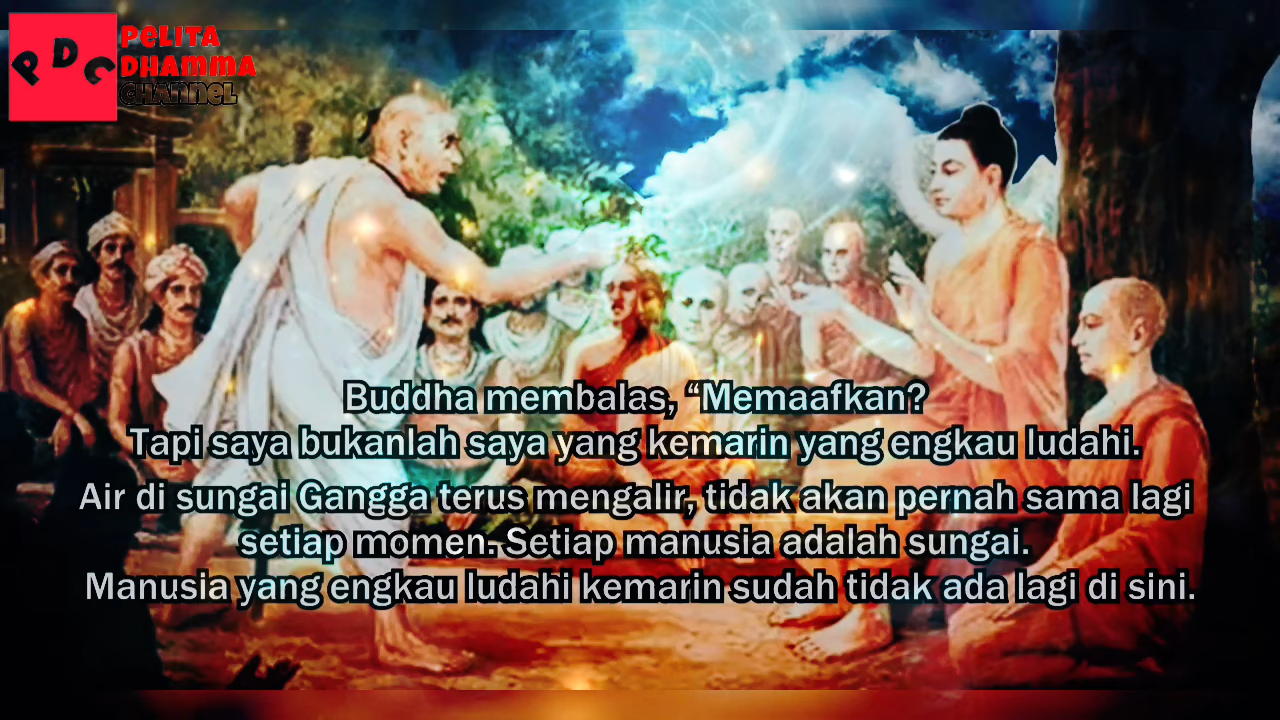 PDC
PELITA
DHAMMA
CHANNEL
Buddha membalas, “Memaafkan?
Tapi saya bukanlah saya yang kemarin yang engkau ludahi.
Air di sungai Gangga terus mengalir, tidak akan pernah sama lagi
setiap momen. Setiap manusia adalah sungai.
Manusia yang engkau ludahi kemarin sudah tidak ada lagi di sini.